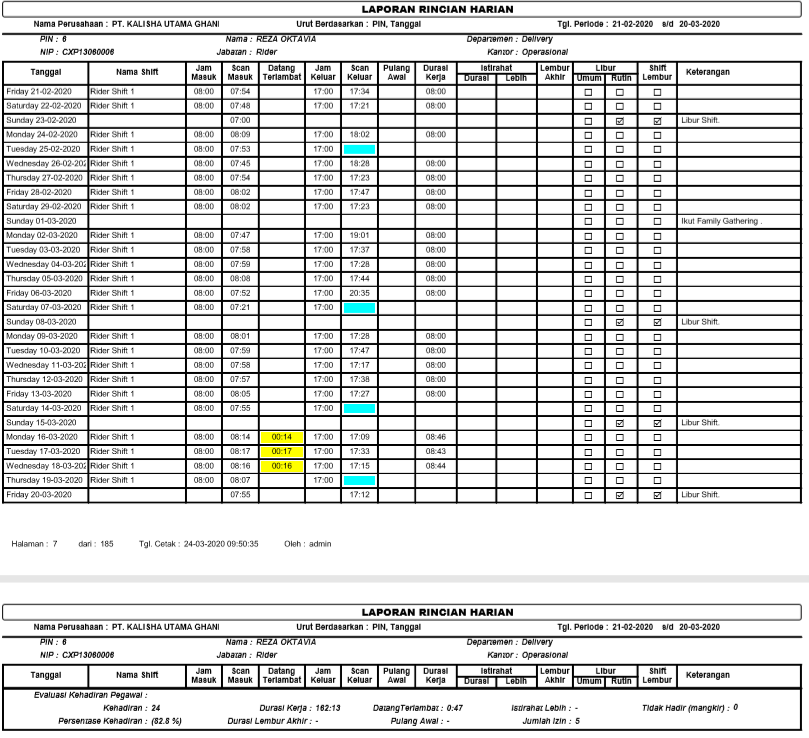 LAPORAN RINCIAN HARIAN
Nama Perusahaan : PT. KALISHA UTAMA GHANI Urut Berdasarkan : PIN, Tanggal Tgl. Periode : 21-02-2020 s/d 20-03-2020
PIN : 6 Nama : REZA OKTAVIA Departemen : Delivery
NIP : CXP13060006 Jabatan : Rider Kantor : Operasional
Tanggal Nama Shift Jam Masuk Scan Masuk Datang Terlambat Jam Keluar Scan Keluar Pulang Awal Durasi Kerja Istirahat Durasi Lebih Lembur Akhir Libur Umum Rutin Shift Lembur Keterangan
Friday 21-02-2020 Rider Shift 1 08:00 07:54 17:00 17:34 08:00
Saturday 22-02-2020 Rider Shift 1 08:00 07:48 17:00 17:21 08:00
Sunday 23-02-2020 07:00 Libur Shift.
Monday 24-02-2020 Rider Shift 1 08:00 08:09 17:00 18:02 08:00
Tuesday 25-02-2020 Rider Shift 1 08:00 07:53 17:00
Wednesday 26-02-202 Rider Shift 1 08:00 07:45 17:00 18:28 08:00
Thursday 27-02-2020 Rider Shift 1 08:00 07:54 17:00 17:23 08:00
Friday 28-02-2020 Rider Shift 1 08:00 08:02 17:00 17:47 08:00
Saturday 29-02-2020 Rider Shift 1 08:00 08:02 17:00 17:23 08:00
Sunday 01-03-2020 Ikut Family Gathering .
Monday 02-03-2020 Rider Shift 1 08:00 07:47 17:00 19:01 08:00
Tuesday 03-03-2020 Rider Shift 1 08:00 07:58 17:00 17:37 08:00
Wednesday 04-03-202 Rider Shift 1 08:00 07:59 17:00 17:28 08:00
Thursday 05-03-2020 Rider Shift 1 08:00 08:08 17:00 17:44 08:00
Friday 06-03-2020 Rider Shift 1 08:00 07:52 17:00 20:35 08:00
Saturday 07-03-2020 Rider Shift 1 08:00 07:21 17:00
Sunday 08-03-2020 Libur Shift.
Monday 09-03-2020 Rider Shift 1 08:00 08:01 17:00 17:28 08:00
Tuesday 10-03-2020 Rider Shift 1 08:00 07:59 17:00 17:47 08:00
Wednesday 11-03-202 Rider Shift 1 08:00 07:58 17:00 17:17 08:00
Thursday 12-03-2020 Rider Shift 1 08:00 07:57 17:00 17:38 08:00
Friday 13-03-2020 Rider Shift 1 08:00 08:05 17:00 17:27 08:00
Saturday 14-03-2020 Rider Shift 1 08:00 07:55 17:00
Sunday 15-03-2020 Libur Shift.
Monday 16-03-2020 Rider Shift 1 08:00 08:14 00:14 17:00 17:09 08:46
Tuesday 17-03-2020 Rider Shift 1 08:00 08:17 00:17 17:00 17:33 08:43
Wednesday 18-03-202 Rider Shift 1 08:00 08:16 00:16 17:00 17:15 08:44
Thursday 19-03-2020 Rider Shift 1 08:00 08:07 17:00
Friday 20-03-2020 07:55 17:12 Libur Shift.
Halaman : 7 dari : 185 Tgl. Cetak : 24-03-2020 09:50:35 Oleh : admin
LAPORAN RINCIAN HARIAN
Nama Perusahaan : PT. KALISHA UTAMA GHANI Urut Berdasarkan : PIN, Tanggal Tgl. Periode : 21-02-2020 s/d 20-03-2020
PIN : 6 Nama : REZA OKTAVIA Departemen : Delivery
NIP : CXP13060006 Jabatan : Rider Kantor : Operasional
Tanggal Nama Shift Jam Masuk Scan Masuk Datang Terlambat Jam Keluar Scan Keluar Pulang Awal Durasi Kerja Istirahat Durasi Lebih Lembur Akhir Libur Umum Rutin Shift Lembur Keterangan
Evaluasi Kehadiran Pegawai :
Kehadiran : 24 Durasi Kerja : 162:13 DatangTerlambat : 0:47 Istirahat Lebih : - Tidak Hadir (mangkir) : 0
Persentase Kehadiran : (82.8 %) Durasi Lembur Akhir : - Pulang Awal : - Jumlah Izin : 5